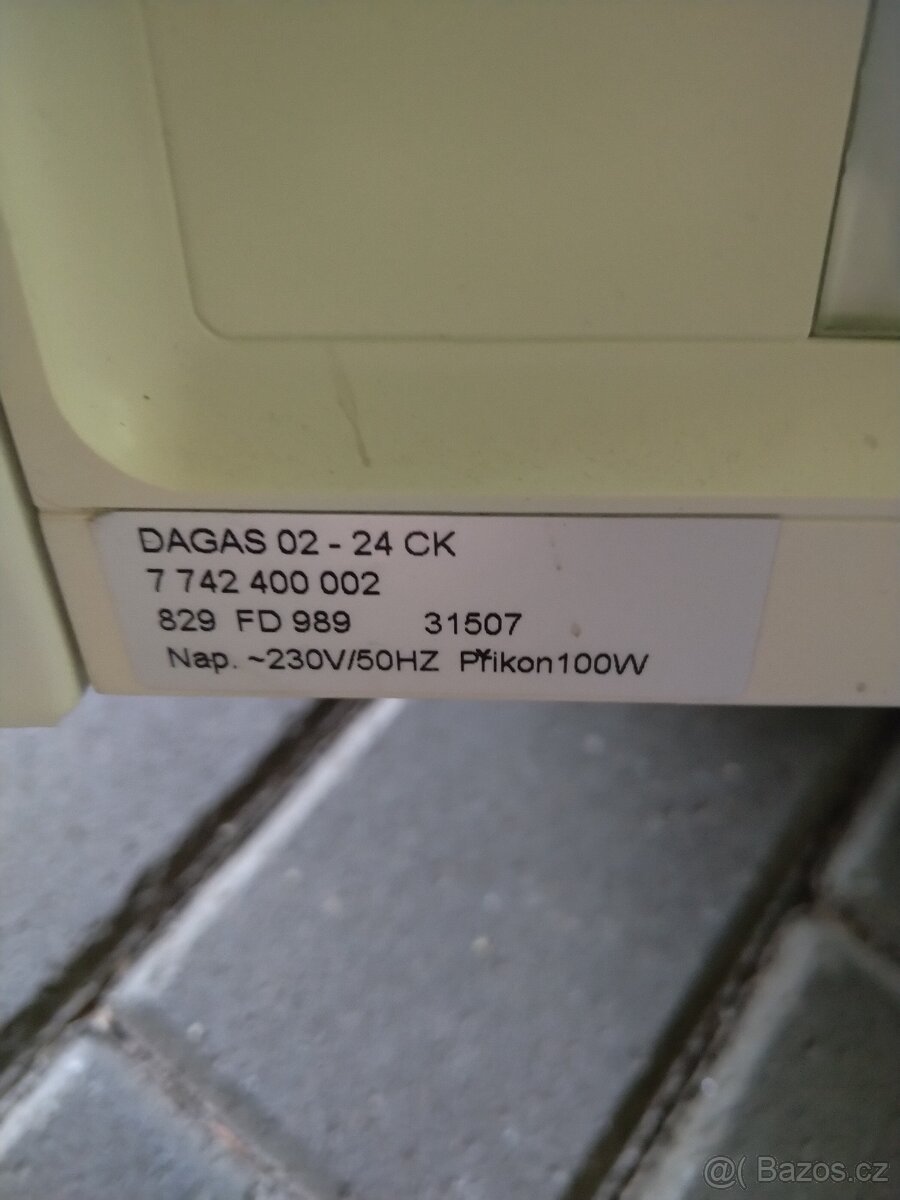 DAGAS 02 - 24 CK
7 742 400 002
829 FD 989 31507
Nap. ~230V/50HZ Příkon100W
@( Bazos.cz